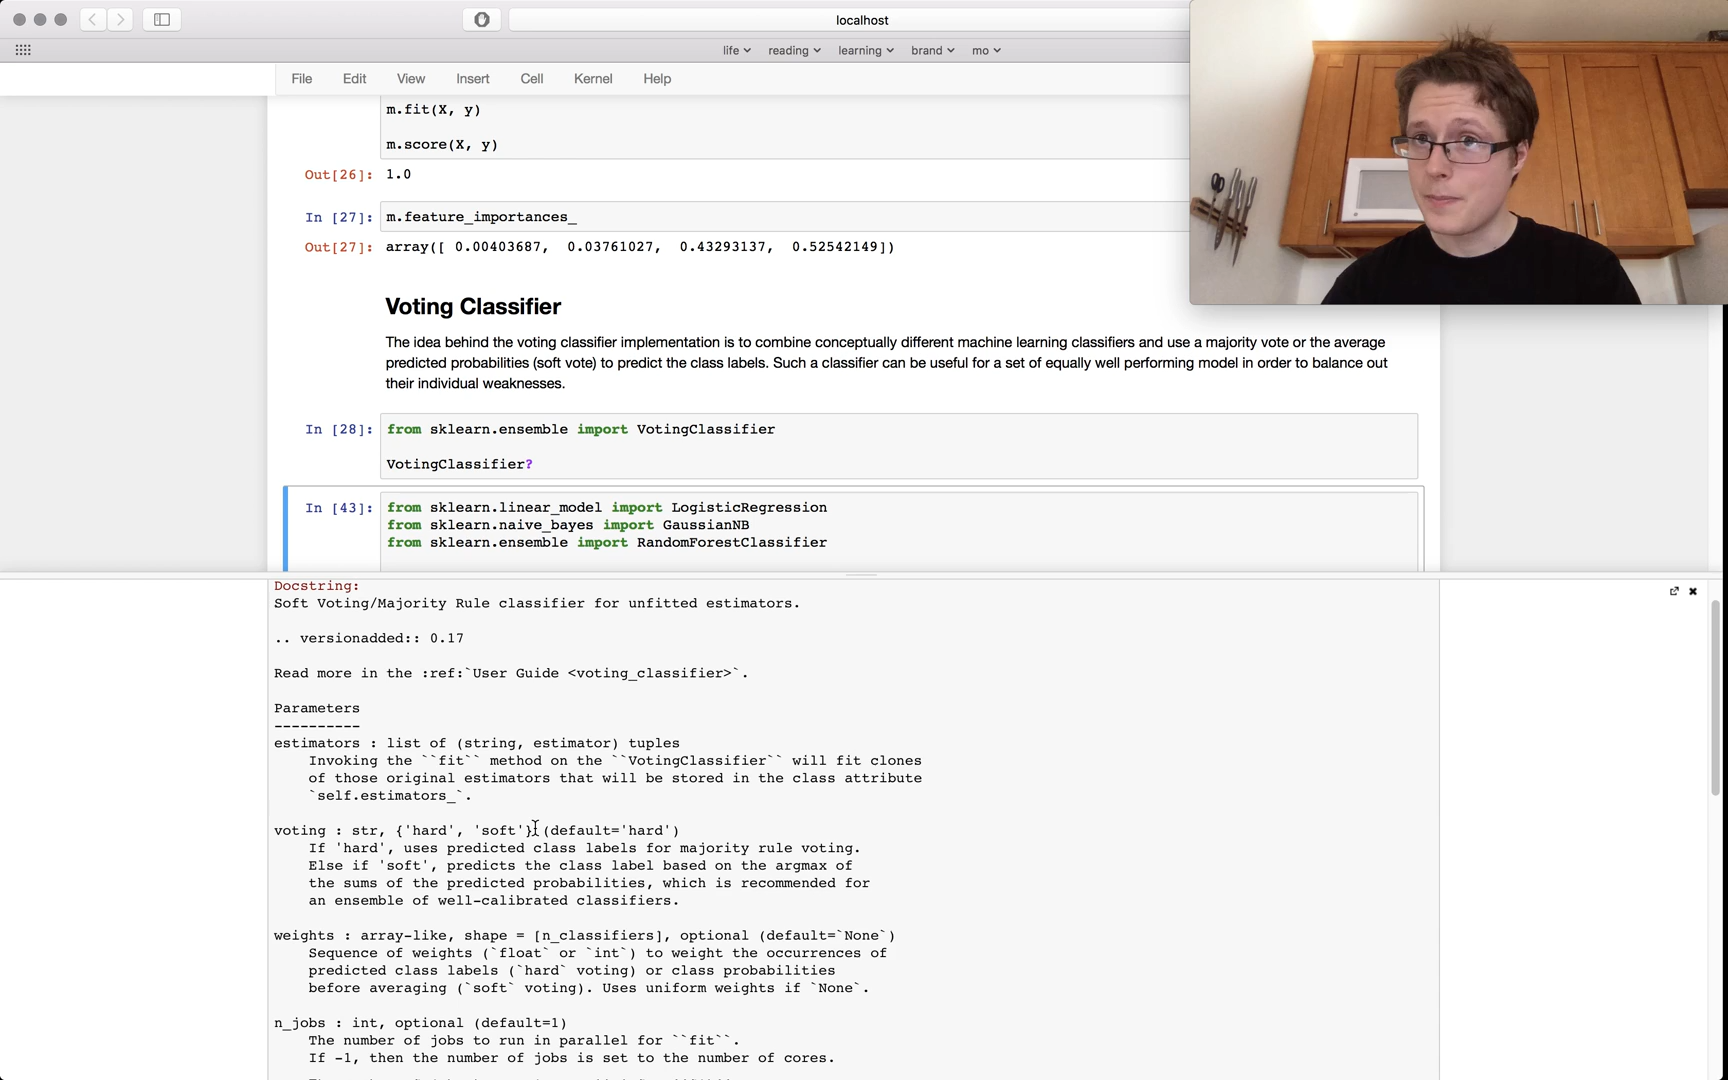 localhost
life reading learning brand mo
File Edit View Insert Cell Kernel Help
m.fit(X, y)
m.score(X, y)
Out[26]: 1.0
In [27]: m.feature_importances_
Out[27]: array([ 0.00403687, 0.03761027, 0.43293137, 0.52542149])
Voting Classifier
The idea behind the voting classifier implementation is to combine conceptually different machine learning classifiers and use a majority vote or the average
predicted probabilities (soft vote) to predict the class labels. Such a classifier can be useful for a set of equally well performing model in order to balance out
their individual weaknesses.
In [28]: from sklearn.ensemble import VotingClassifier
VotingClassifier?
In [43]: from sklearn.linear_model import LogisticRegression
from sklearn.naive_bayes import GaussianNB
from sklearn.ensemble import RandomForestClassifier
Docstring:
Soft Voting/Majority Rule classifier for unfitted estimators.
.. versionadded:: 0.17
Read more in the :ref:`User Guide <voting_classifier>`.
Parameters
----------
estimators : list of (string, estimator) tuples
Invoking the ``fit`` method on the ``VotingClassifier`` will fit clones
of those original estimators that will be stored in the class attribute
`self.estimators_`.
voting : str, {'hard', 'soft'} (default='hard')
If 'hard', uses predicted class labels for majority rule voting.
Else if 'soft', predicts the class label based on the argmax of
the sums of the predicted probabilities, which is recommended for
an ensemble of well-calibrated classifiers.
weights : array-like, shape = [n_classifiers], optional (default=`None`)
Sequence of weights (`float` or `int`) to weight the occurrences of
predicted class labels (`hard` voting) or class probabilities
before averaging (`soft` voting). Uses uniform weights if `None`.
n_jobs : int, optional (default=1)
The number of jobs to run in parallel for ``fit``.
If -1, then the number of jobs is set to the number of cores.